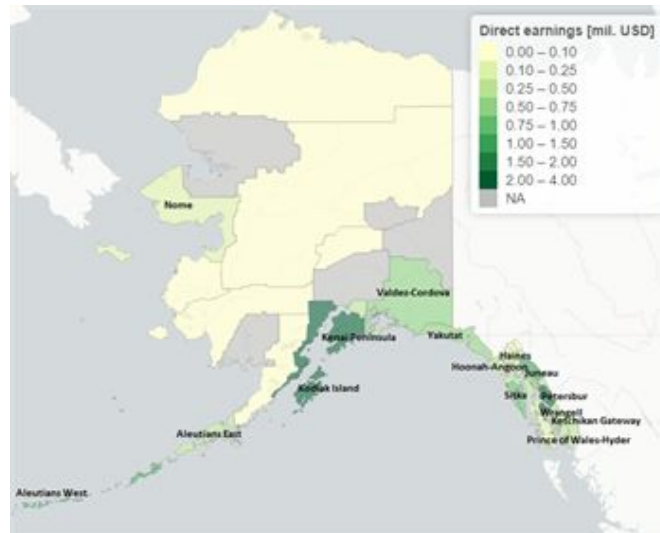 Direct earnings [mil. USD]
0.00 – 0.10
0.10 – 0.25
0.25 – 0.50
0.50 – 0.75
0.75 – 1.00
1.00 – 1.50
1.50 – 2.00
2.00 – 4.00
NA
Nome
Valdez-Cordova
Kenai Peninsula
Yakutat
Haines
Hoonah-Angoon
Juneau
Kodiak Island
Sitka
Petersbur
Wrangell
Ketchikan Gateway
Aleutians East
Prince of Wales-Hyder
Aleutians West